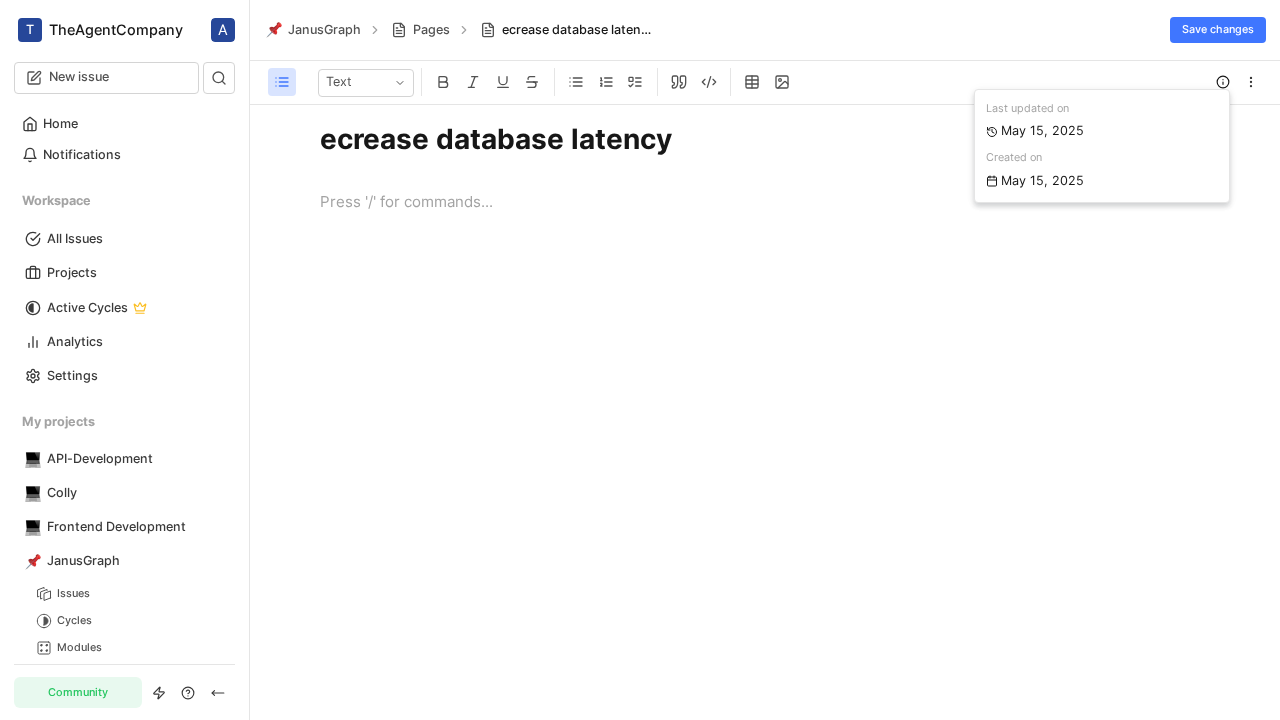 T TheAgentCompany A
JanusGraph Pages ecrease database laten...
Save changes
New issue
Text
Home
Notifications
Workspace
All Issues
Projects
Active Cycles
Analytics
Settings
My projects
API-Development
Colly
Frontend Development
JanusGraph
Issues
Cycles
Modules
Community
ecrease database latency
Press '/' for commands...
Last updated on
May 15, 2025
Created on
May 15, 2025